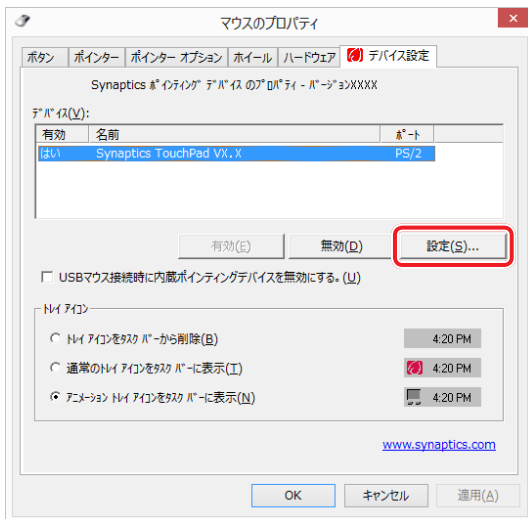 マウスのプロパティ
ボタン ポインター ポインター オプション ホイール ハードウェア デバイス設定
Synaptics ﾎﾟｲﾝﾃｨﾝｸﾞ ﾃﾞﾊﾞｲｽ のﾌﾟﾛﾊﾟﾃｨ - ﾊﾞｰｼﾞｮﾝXXXX
ﾃﾞﾊﾞｲｽ(V):
有効 名前 ﾎﾟｰﾄ
はい Synaptics TouchPad VX.X PS/2
有効(E) 無効(D) 設定(S)...
USBマウス接続時に内蔵ポインティングデバイスを無効にする。(U)
ﾄﾚｲ ｱｲｺﾝ
ﾄﾚｲ ｱｲｺﾝをﾀｽｸ ﾊﾞｰから削除(B) 4:20 PM
通常のﾄﾚｲ ｱｲｺﾝをﾀｽｸ ﾊﾞｰに表示(T) 4:20 PM
ｱﾆﾒｰｼｮﾝ ﾄﾚｲ ｱｲｺﾝをﾀｽｸ ﾊﾞｰに表示(N) 4:20 PM
www.synaptics.com
OK キャンセル 適用(A)